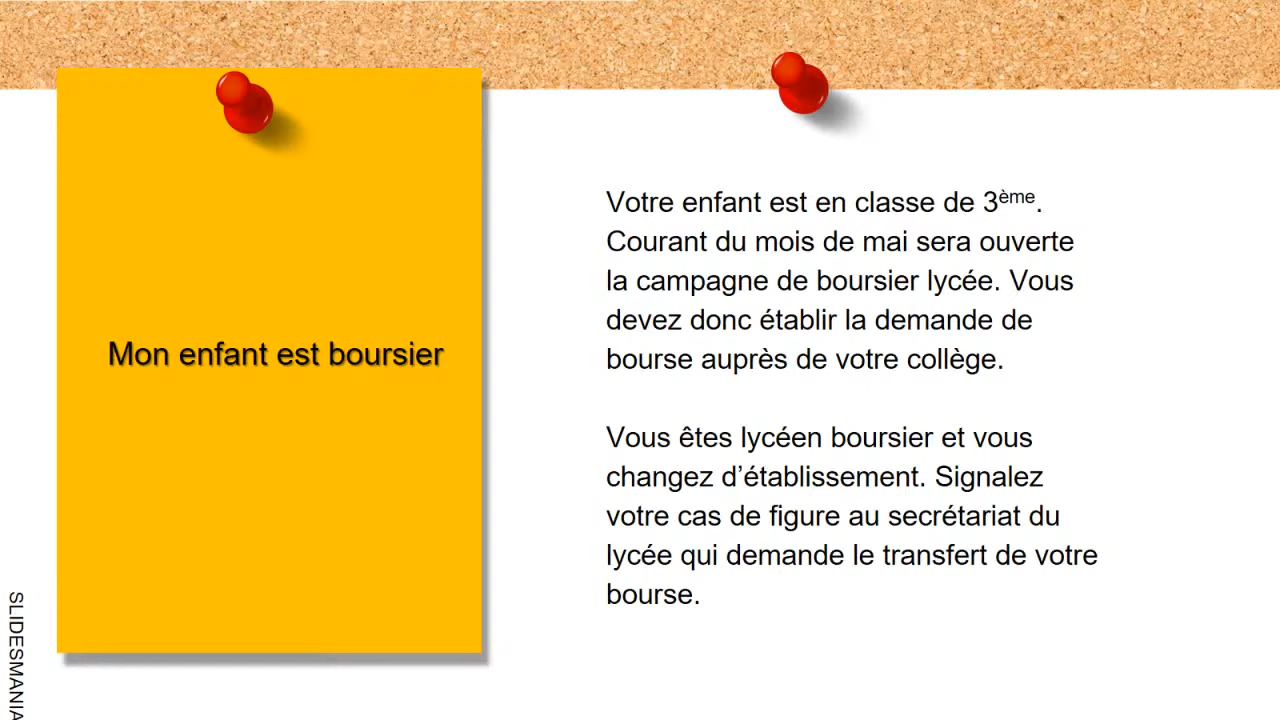 Mon enfant est boursier
Votre enfant est en classe de 3ème.
Courant du mois de mai sera ouverte
la campagne de boursier lycée. Vous
devez donc établir la demande de
bourse auprès de votre collège.
Vous êtes lycéen boursier et vous
changez d’établissement. Signalez
votre cas de figure au secrétariat du
lycée qui demande le transfert de votre
bourse.
SLIDESMANIA